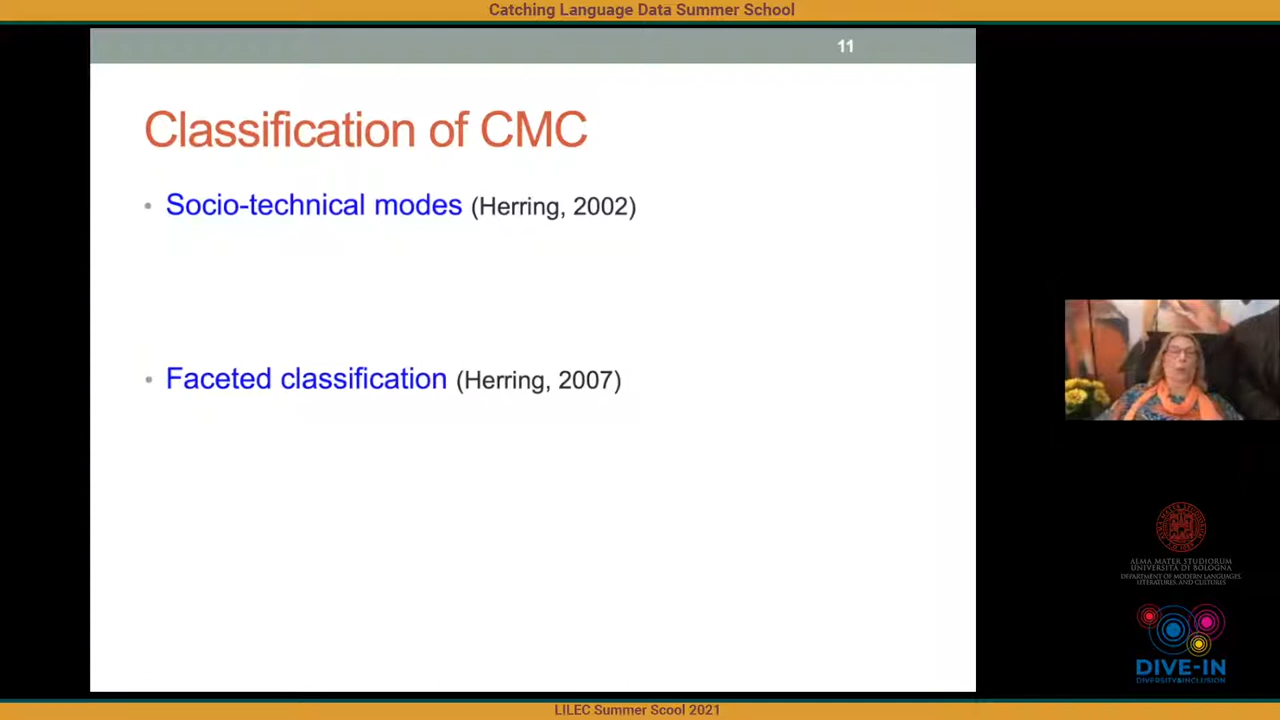 Catching Language Data Summer School
11
Classification of CMC
• Socio-technical modes (Herring, 2002)
• Faceted classification (Herring, 2007)
ALMA MATER STUDIORUM
UNIVERSITÀ DI BOLOGNA
DEPARTMENT OF MODERN LANGUAGES,
LITERATURES, AND CULTURES
DIVE-IN
DIVERSITY&INCLUSION
LILEC Summer Scool 2021